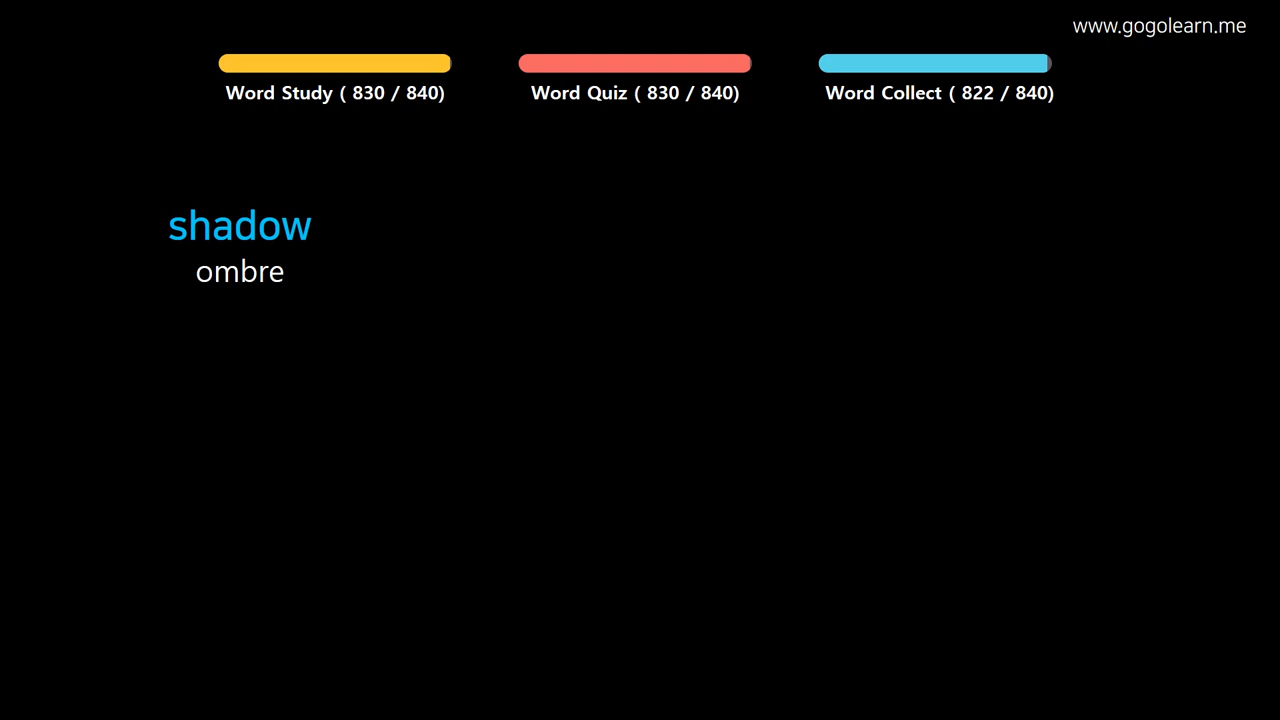 www.gogolearn.me
Word Study ( 830 / 840)
Word Quiz ( 830 / 840)
Word Collect ( 822 / 840)
shadow
ombre